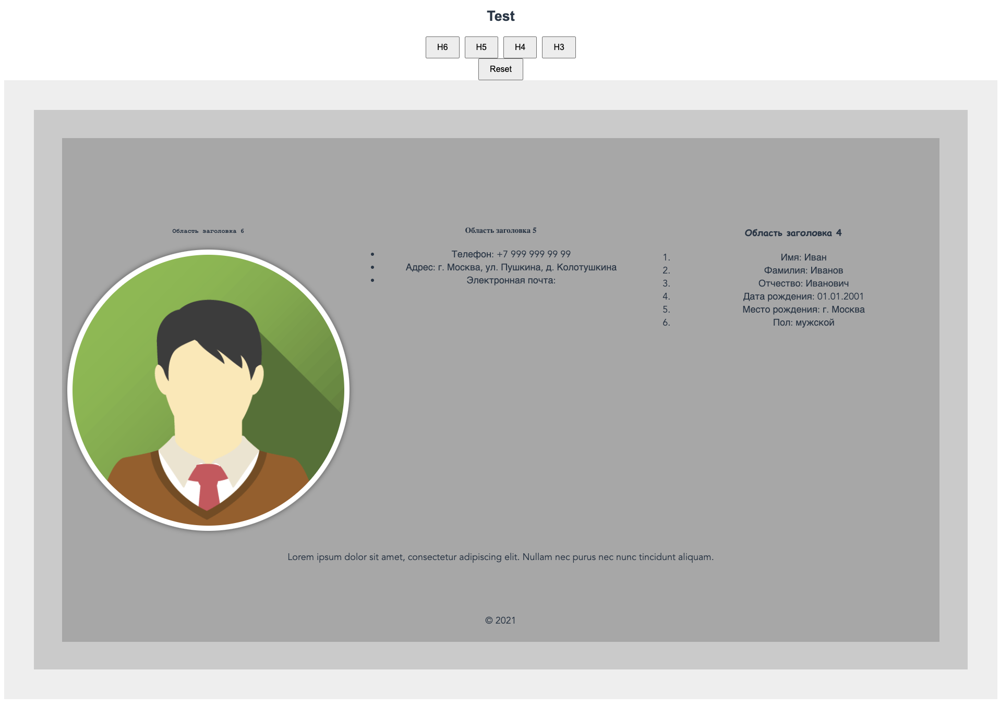 Test
H6 H5 H4 H3
Reset
Область заголовка 6
Область заголовка 5
• Телефон: +7 999 999 99 99
• Адрес: г. Москва, ул. Пушкина, д. Колотушкина
• Электронная почта:
Область заголовка 4
1. Имя: Иван
2. Фамилия: Иванов
3. Отчество: Иванович
4. Дата рождения: 01.01.2001
5. Место рождения: г. Москва
6. Пол: мужской
Lorem ipsum dolor sit amet, consectetur adipiscing elit. Nullam nec purus nec nunc tincidunt aliquam.
© 2021